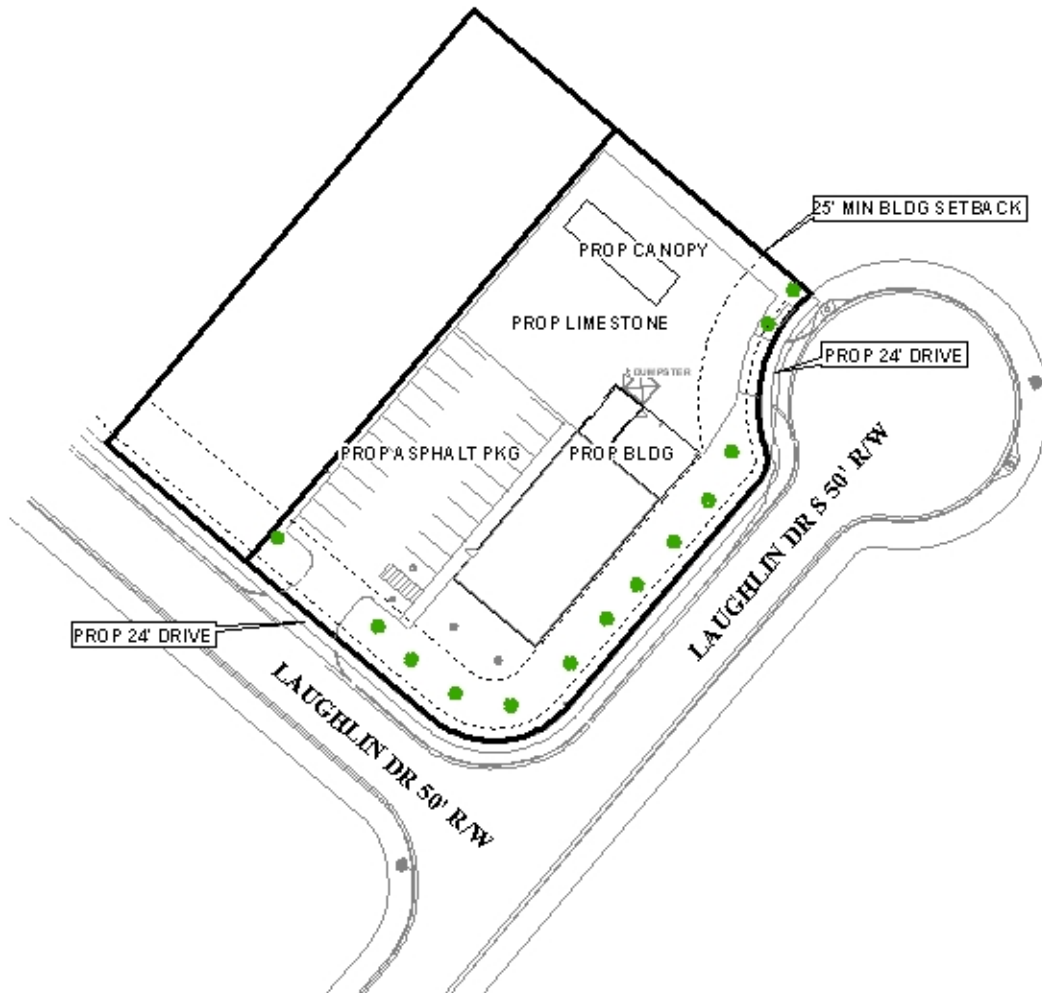 25' MIN BLDG SETBACK
PROP CANOPY
PROP LIMESTONE
PROP 24' DRIVE
DUMPSTER
PROP ASPHALT PKG
PROP BLDG
LAUGHLIN DR S 50' R/W
PROP 24' DRIVE
LAUGHLIN DR 50' R/W